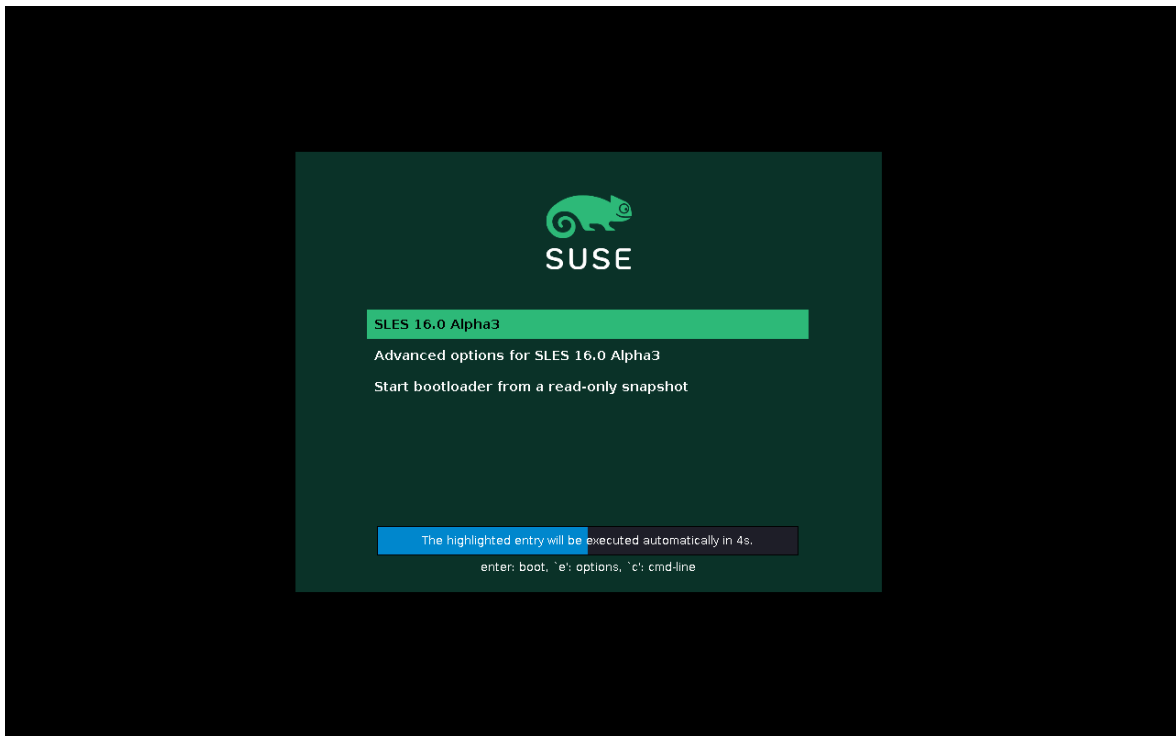 SUSE
SLES 16.0 Alpha3
Advanced options for SLES 16.0 Alpha3
Start bootloader from a read-only snapshot
The highlighted entry will be executed automatically in 4s.
enter: boot, `e': options, `c': cmd-line